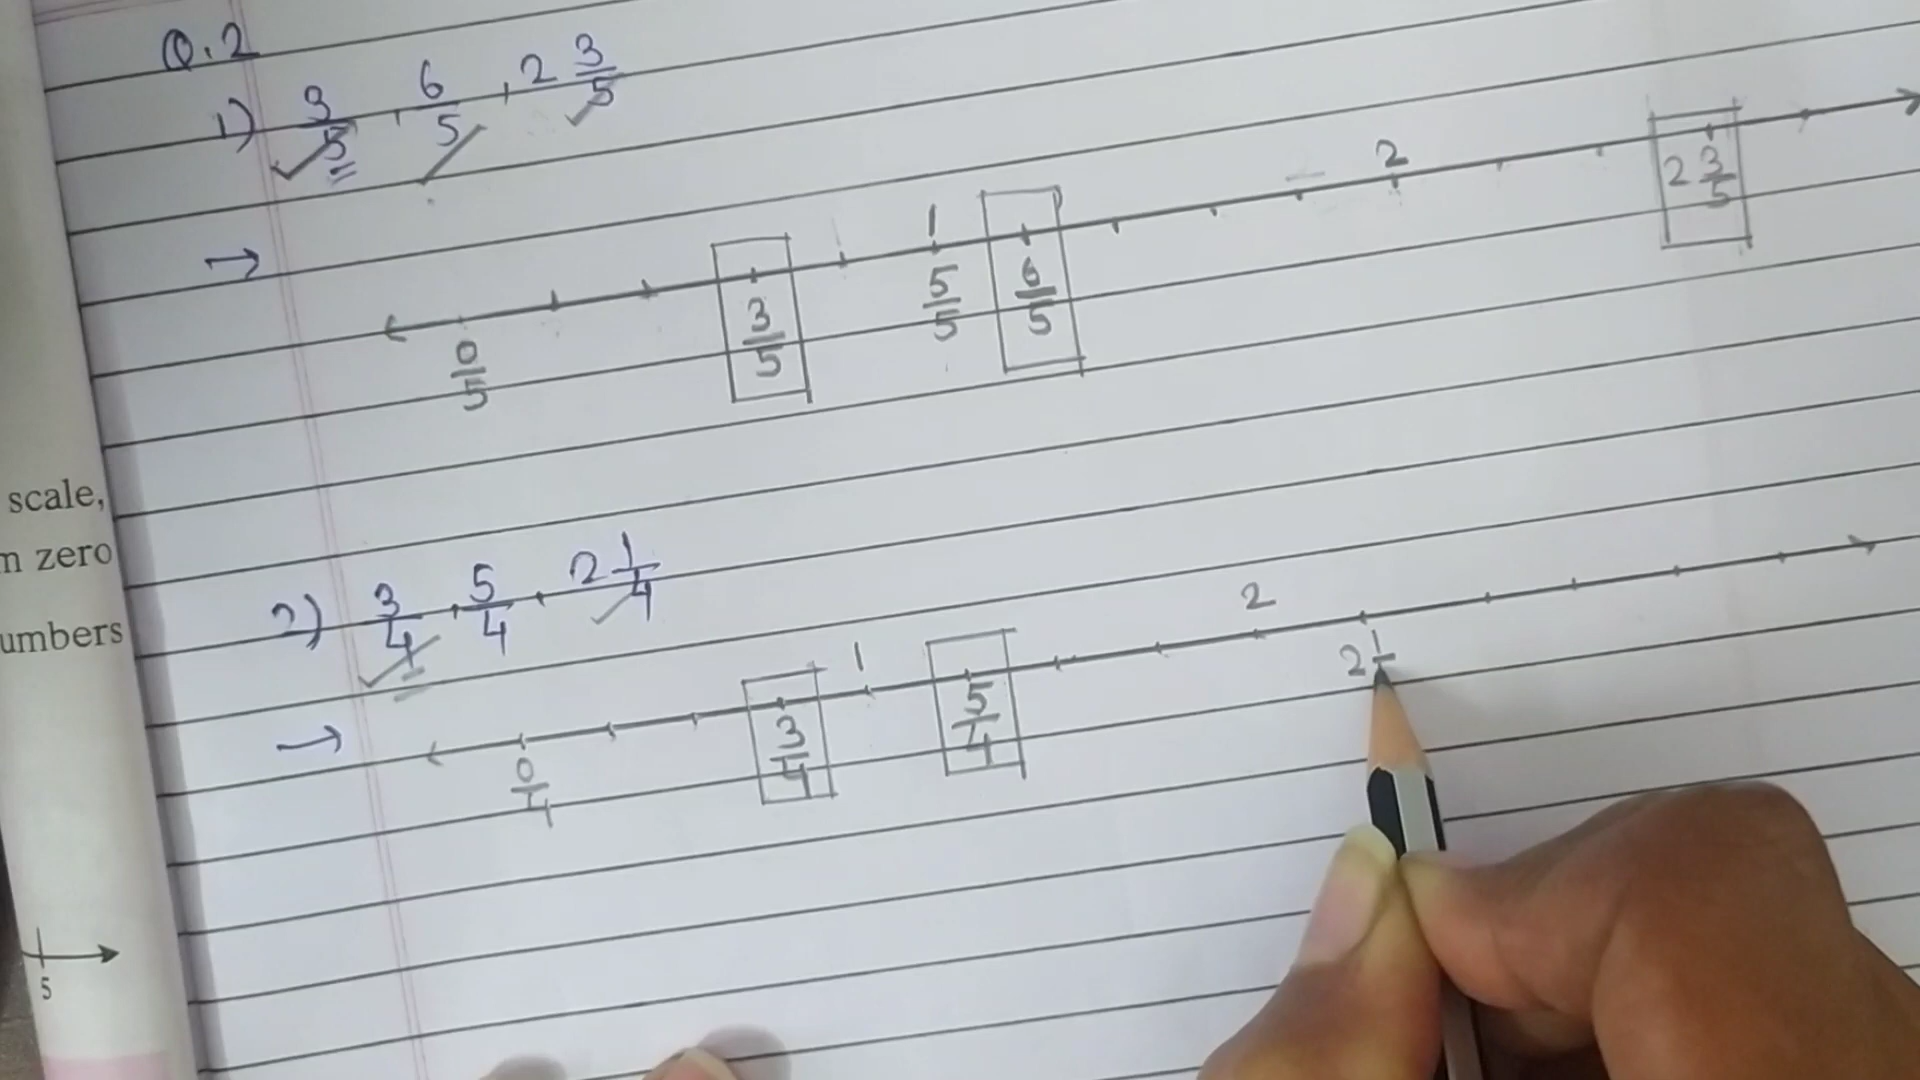 Q.2
1) 3/5, 6/5, 2 3/5
→
1 2
0/5 3/5 5/5 6/5 2 3/5
2) 3/4, 5/4, 2 1/4
→
1 2
0/4 3/4 5/4 2 1
scale,
zero
umbers
5